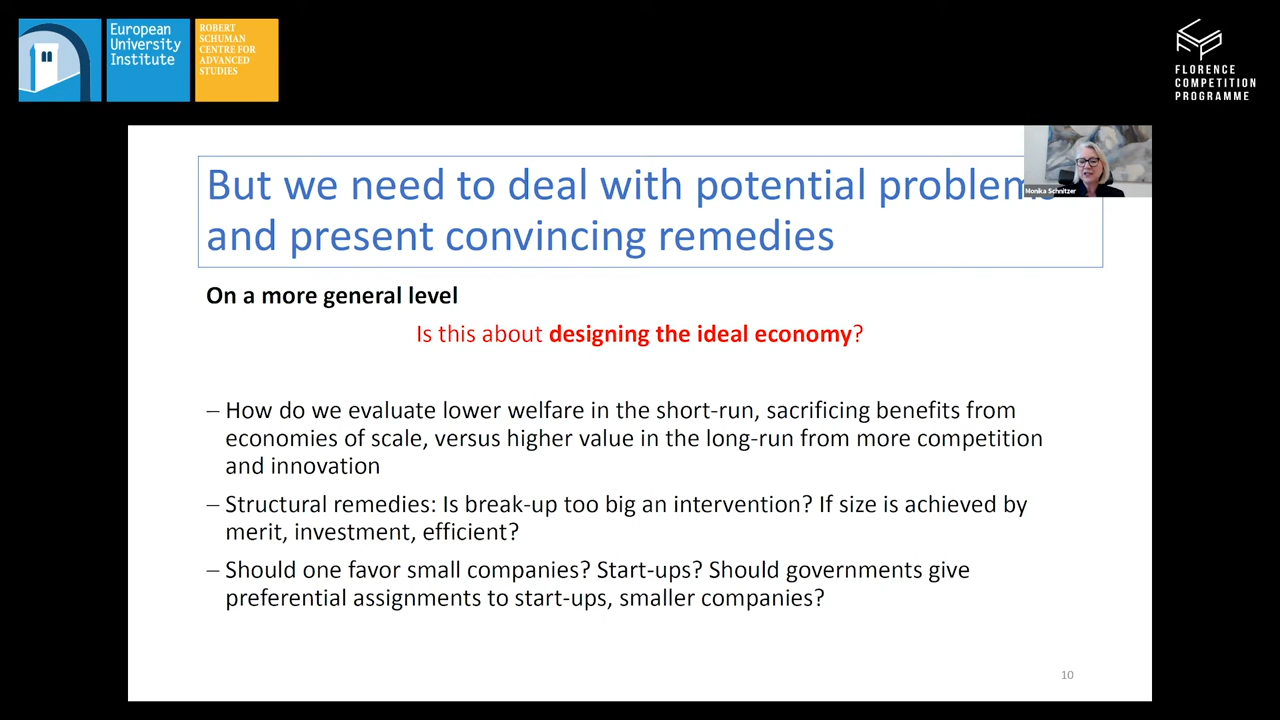 European
University
Institute
ROBERT
SCHUMAN
CENTRE FOR
ADVANCED
STUDIES
FLORENCE
COMPETITION
PROGRAMME
But we need to deal with potential problems
and present convincing remedies
Monika Schnitzer
On a more general level
Is this about designing the ideal economy?
– How do we evaluate lower welfare in the short-run, sacrificing benefits from
economies of scale, versus higher value in the long-run from more competition
and innovation
– Structural remedies: Is break-up too big an intervention? If size is achieved by
merit, investment, efficient?
– Should one favor small companies? Start-ups? Should governments give
preferential assignments to start-ups, smaller companies?
10